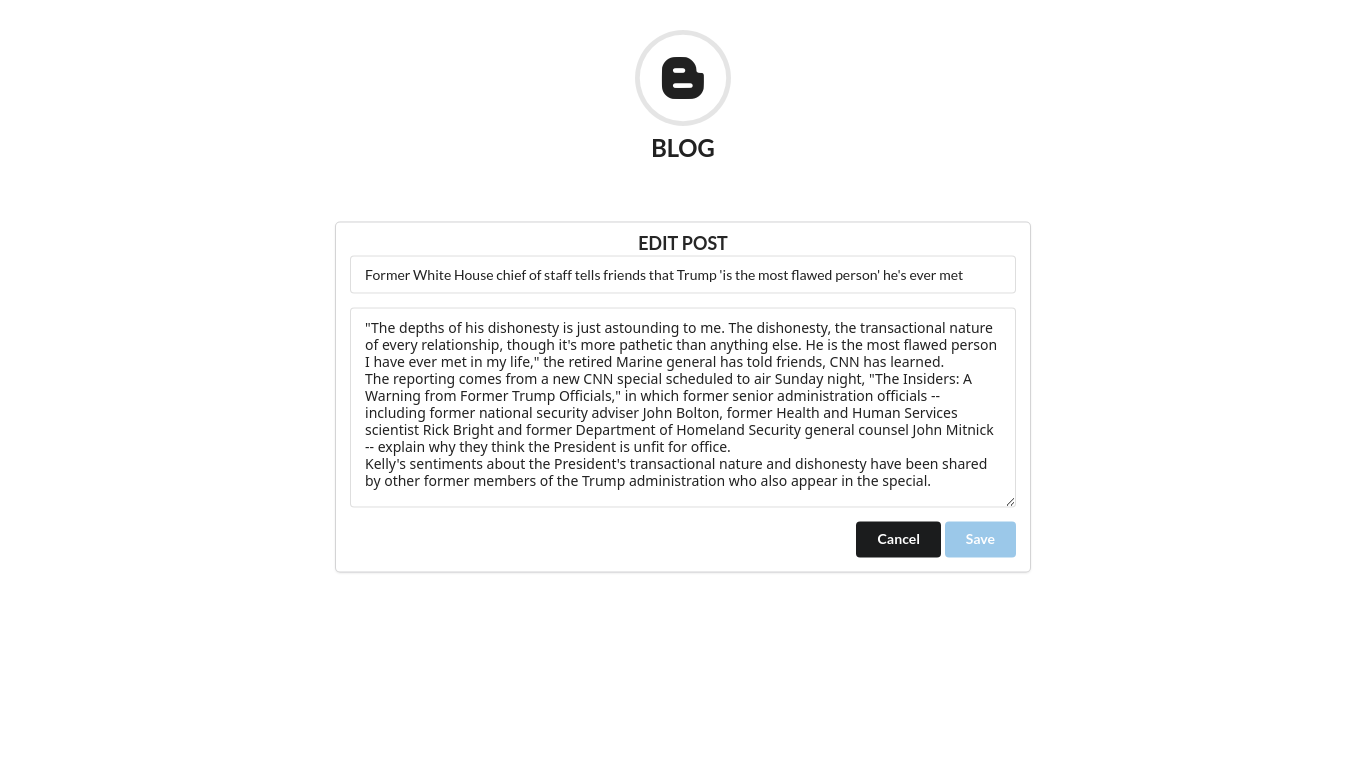 BLOG
EDIT POST
Former White House chief of staff tells friends that Trump 'is the most flawed person' he's ever met
"The depths of his dishonesty is just astounding to me. The dishonesty, the transactional nature
of every relationship, though it's more pathetic than anything else. He is the most flawed person
I have ever met in my life," the retired Marine general has told friends, CNN has learned.
The reporting comes from a new CNN special scheduled to air Sunday night, "The Insiders: A
Warning from Former Trump Officials," in which former senior administration officials --
including former national security adviser John Bolton, former Health and Human Services
scientist Rick Bright and former Department of Homeland Security general counsel John Mitnick
-- explain why they think the President is unfit for office.
Kelly's sentiments about the President's transactional nature and dishonesty have been shared
by other former members of the Trump administration who also appear in the special.
Cancel
Save